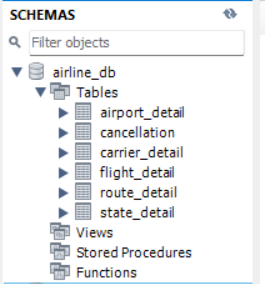 SCHEMAS
Filter objects
airline_db
Tables
airport_detail
cancellation
carrier_detail
flight_detail
route_detail
state_detail
Views
Stored Procedures
Functions